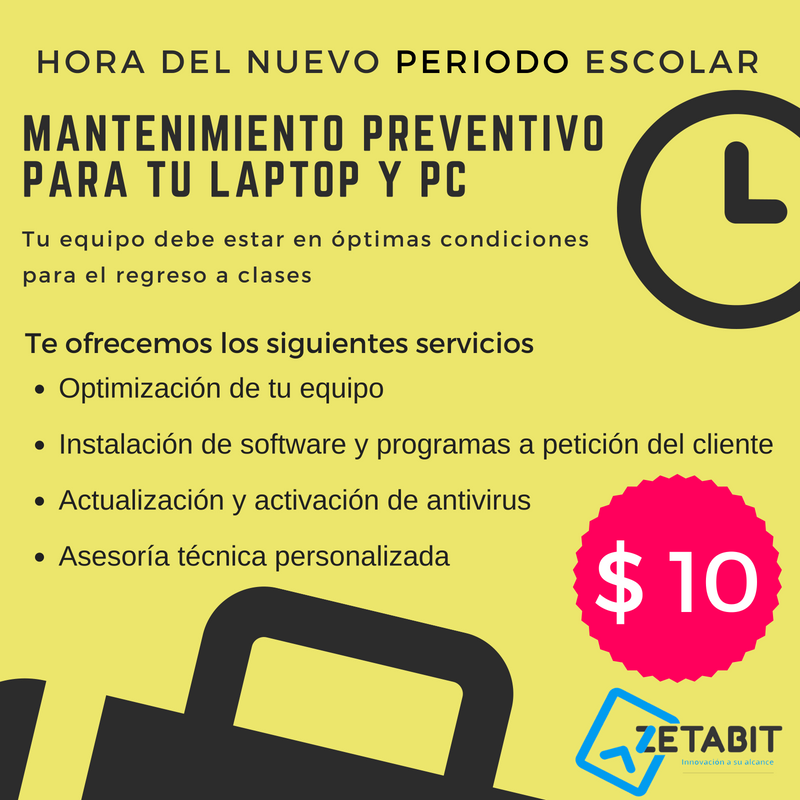 HORA DEL NUEVO PERIODO ESCOLAR
MANTENIMIENTO PREVENTIVO
PARA TU LAPTOP Y PC
Tu equipo debe estar en óptimas condiciones
para el regreso a clases
Te ofrecemos los siguientes servicios
• Optimización de tu equipo
• Instalación de software y programas a petición del cliente
• Actualización y activación de antivirus
• Asesoría técnica personalizada
$ 10
ZETABIT
Innovación a su alcance